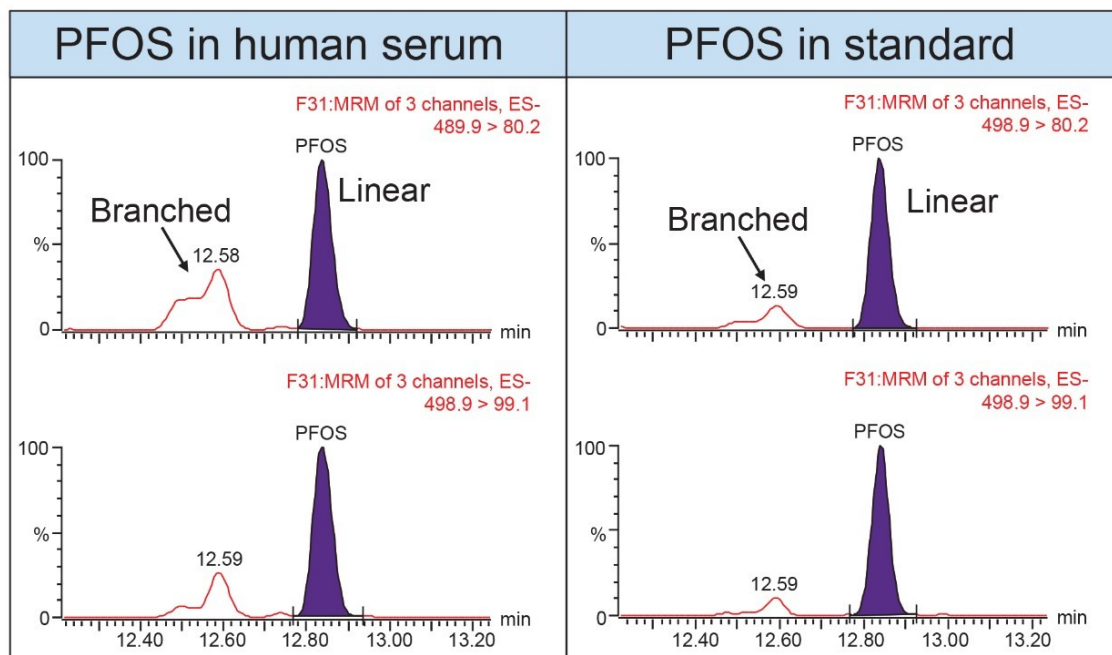 PFOS in human serum
PFOS in standard
F31:MRM of 3 channels, ES-
489.9 > 80.2
PFOS
100
Linear
Branched
12.58
%
0
min
F31:MRM of 3 channels, ES-
498.9 > 80.2
PFOS
100
Linear
Branched
12.59
%
0
min
F31:MRM of 3 channels, ES-
498.9 > 99.1
PFOS
100
%
12.59
0
min
12.40 12.60 12.80 13.00 13.20
F31:MRM of 3 channels, ES-
498.9 > 99.1
PFOS
100
%
12.59
0
min
12.40 12.60 12.80 13.00 13.20